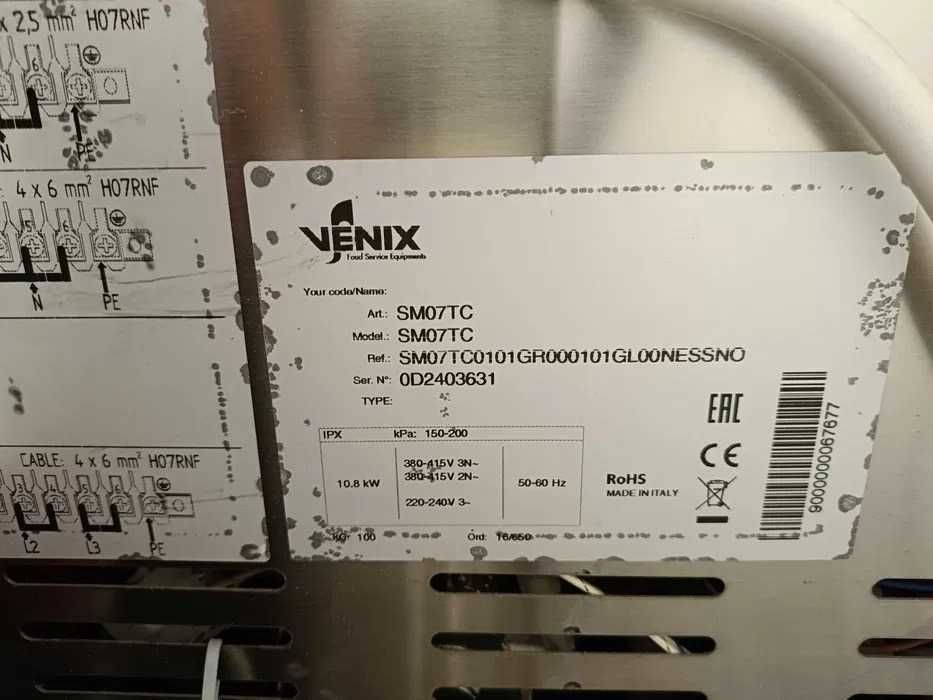 x 2,5 mm² H07RNF
6
N
PE
4 x 6 mm² H07RNF
5 6
N
PE
CABLE: 4 x 6 mm² H07RNF
L2 L3 PE
VENIX
Food Service Equipments
Your code/Name:
Art.: SM07TC
Model.: SM07TC
Ref.: SM07TC0101GR000101GL00NESSNO
Ser. N°: 0D2403631
TYPE:
IPX kPa: 150-200
10.8 kW
380-415V 3N~
380-415V 2N~
220-240V 3~
50-60 Hz
KG: 100
Ord: 16/650
EAC
CE
RoHS
MADE IN ITALY
9000000067677